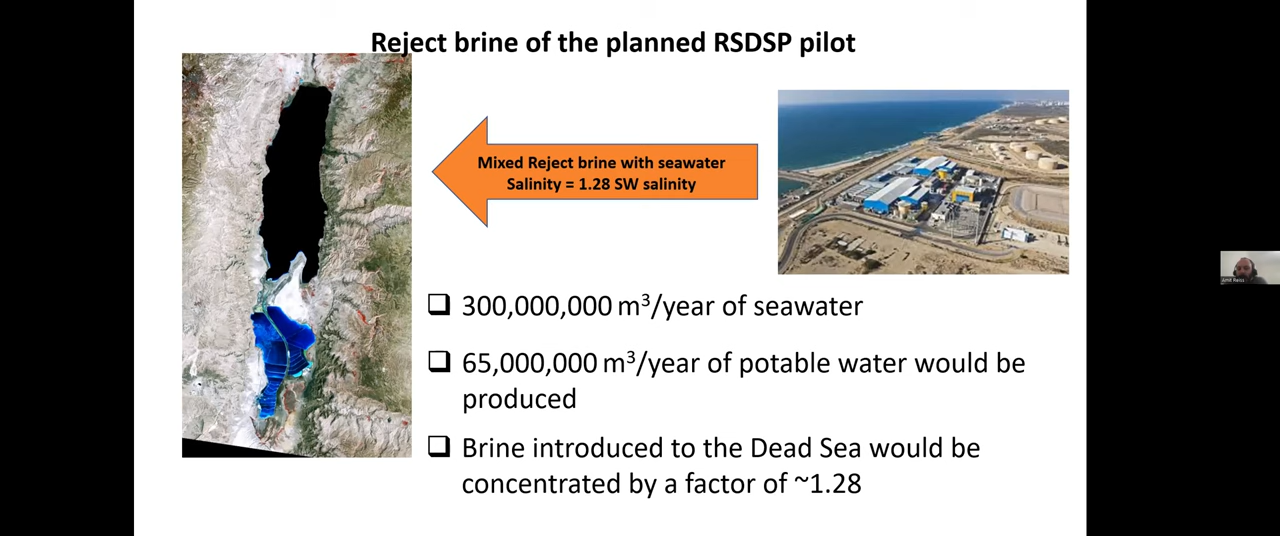 Reject brine of the planned RSDSP pilot
Mixed Reject brine with seawater
Salinity = 1.28 SW salinity
❑ 300,000,000 m³/year of seawater
❑ 65,000,000 m³/year of potable water would be
produced
❑ Brine introduced to the Dead Sea would be
concentrated by a factor of ~1.28
Amit Reiss